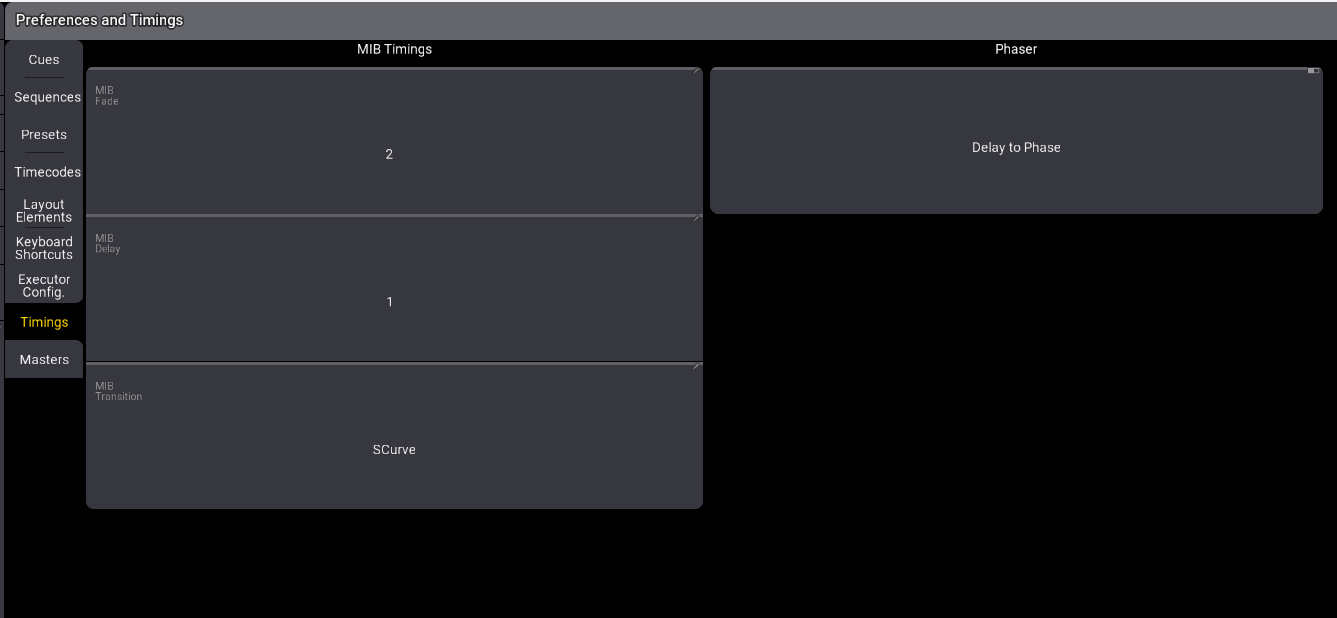 Preferences and Timings
Cues
Sequences
Presets
Timecodes
Layout
Elements
Keyboard
Shortcuts
Executor
Config.
Timings
Masters
MIB Timings
MIB
Fade
2
MIB
Delay
1
MIB
Transition
SCurve
Phaser
Delay to Phase